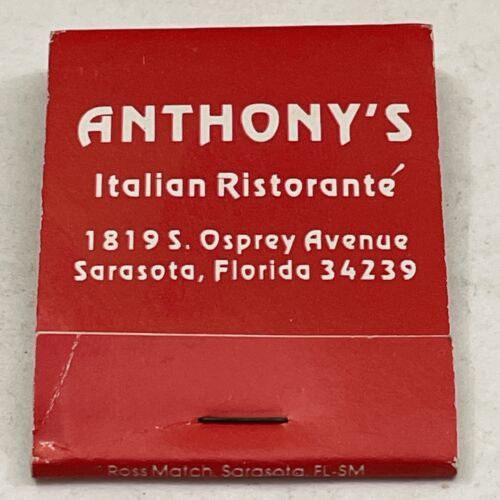 ANTHONY'S
Italian Ristoranté
1819 S. Osprey Avenue
Sarasota, Florida 34239
Ross Match, Sarasota, FL-SM